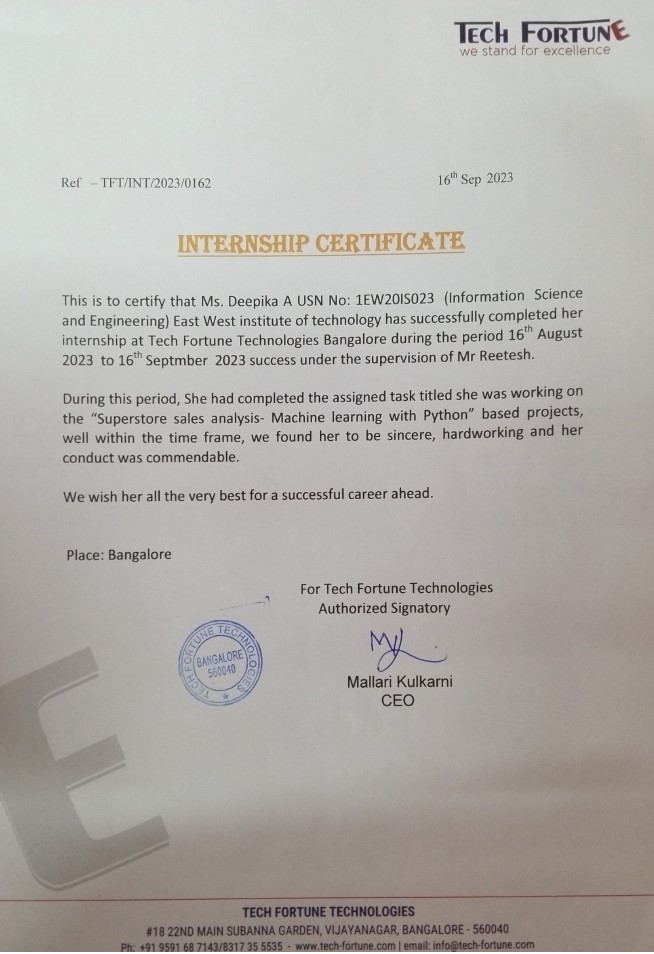 TECH FORTUNE
we stand for excellence
Ref – TFT/INT/2023/0162
16th Sep 2023
INTERNSHIP CERTIFICATE
This is to certify that Ms. Deepika A USN No: 1EW20IS023 (Information Science
and Engineering) East West institute of technology has successfully completed her
internship at Tech Fortune Technologies Bangalore during the period 16th August
2023 to 16th Septmber 2023 success under the supervision of Mr Reetesh.
During this period, She had completed the assigned task titled she was working on
the “Superstore sales analysis- Machine learning with Python” based projects,
well within the time frame, we found her to be sincere, hardworking and her
conduct was commendable.
We wish her all the very best for a successful career ahead.
Place: Bangalore
For Tech Fortune Technologies
Authorized Signatory
TECH FORTUNE TECHNOLOGIES
BANGALORE
560040
Mallari Kulkarni
CEO
E
TECH FORTUNE TECHNOLOGIES
#18 22ND MAIN SUBANNA GARDEN, VIJAYANAGAR, BANGALORE - 560040
Ph: +91 9591 68 7143/8317 35 5535 - www.tech-fortune.com | email: info@tech-fortune.com